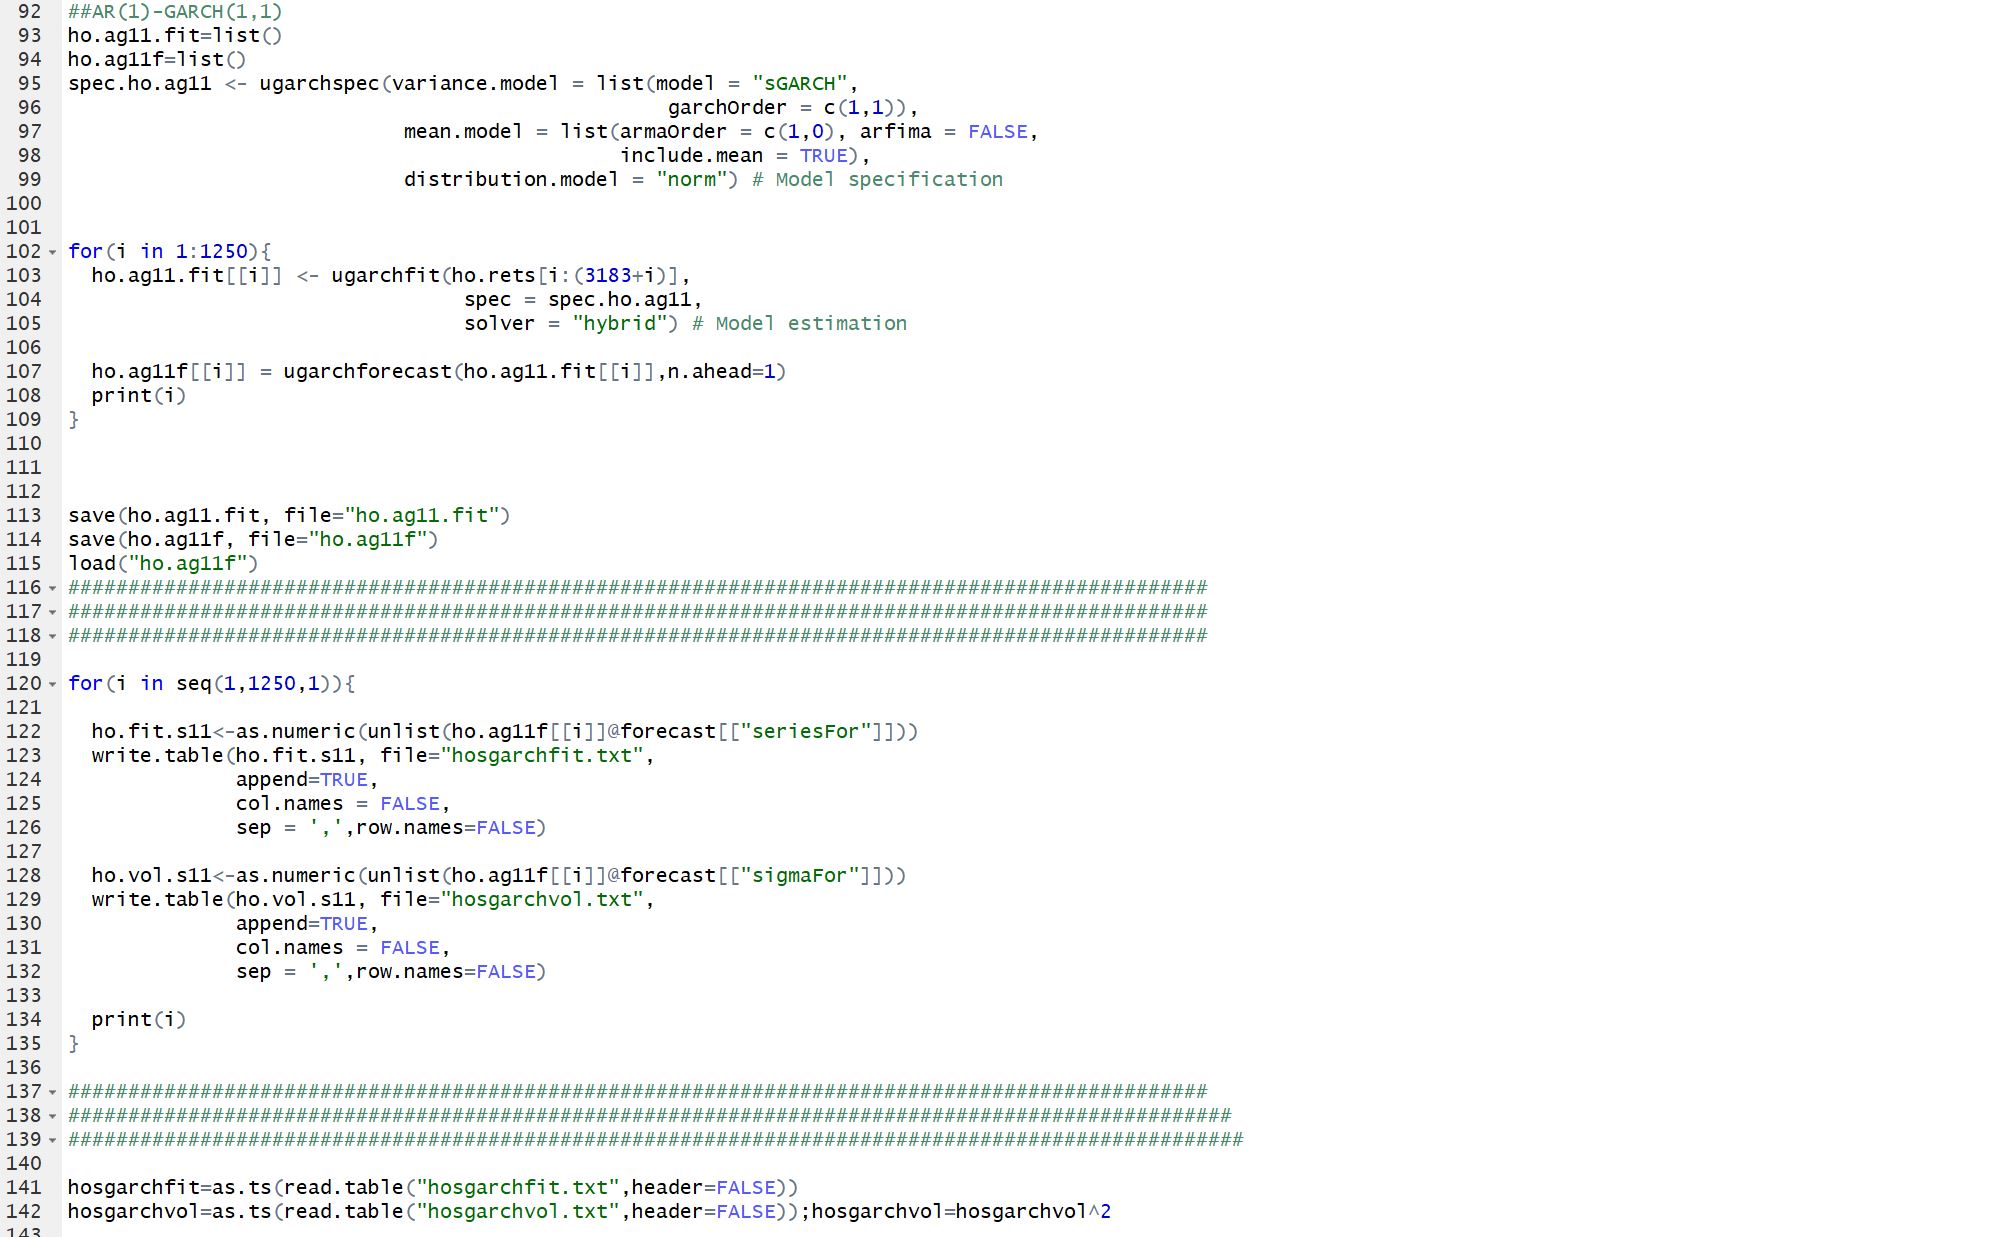 92 ##AR(1)-GARCH(1,1)
93 ho.ag11.fit=list()
94 ho.ag11f=list()
95 spec.ho.ag11 <- ugarchspec(variance.model = list(model = "sGARCH",
96 garchOrder = c(1,1)),
97 mean.model = list(armaOrder = c(1,0), arfima = FALSE,
98 include.mean = TRUE),
99 distribution.model = "norm") # Model specification
100
101
102 for(i in 1:1250){
103 ho.ag11.fit[[i]] <- ugarchfit(ho.rets[i:(3183+i)],
104 spec = spec.ho.ag11,
105 solver = "hybrid") # Model estimation
106
107 ho.ag11f[[i]] = ugarchforecast(ho.ag11.fit[[i]],n.ahead=1)
108 print(i)
109 }
110
111
112
113 save(ho.ag11.fit, file="ho.ag11.fit")
114 save(ho.ag11f, file="ho.ag11f")
115 load("ho.ag11f")
116 ###############################################################################################
117 ###############################################################################################
118 ###############################################################################################
119
120 for(i in seq(1,1250,1)){
121
122 ho.fit.s11<-as.numeric(unlist(ho.ag11f[[i]]@forecast[["seriesFor"]]))
123 write.table(ho.fit.s11, file="hosgarchfit.txt",
124 append=TRUE,
125 col.names = FALSE,
126 sep = ',',row.names=FALSE)
127
128 ho.vol.s11<-as.numeric(unlist(ho.ag11f[[i]]@forecast[["sigmaFor"]]))
129 write.table(ho.vol.s11, file="hosgarchvol.txt",
130 append=TRUE,
131 col.names = FALSE,
132 sep = ',',row.names=FALSE)
133
134 print(i)
135 }
136
137 ###############################################################################################
138 #################################################################################################
139 ##################################################################################################
140
141 hosgarchfit=as.ts(read.table("hosgarchfit.txt",header=FALSE))
142 hosgarchvol=as.ts(read.table("hosgarchvol.txt",header=FALSE));hosgarchvol=hosgarchvol^2
143